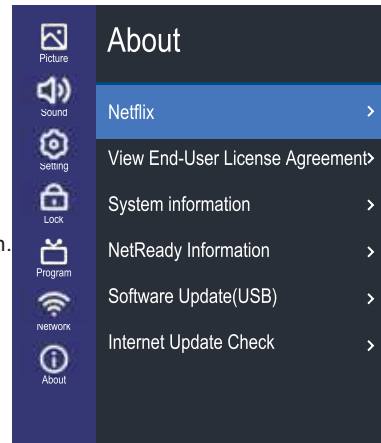 Picture
Sound
Setting
Lock
n.
Program
Network
About
About
Netflix
View End-User License Agreement
System information
NetReady Information
Software Update(USB)
Internet Update Check